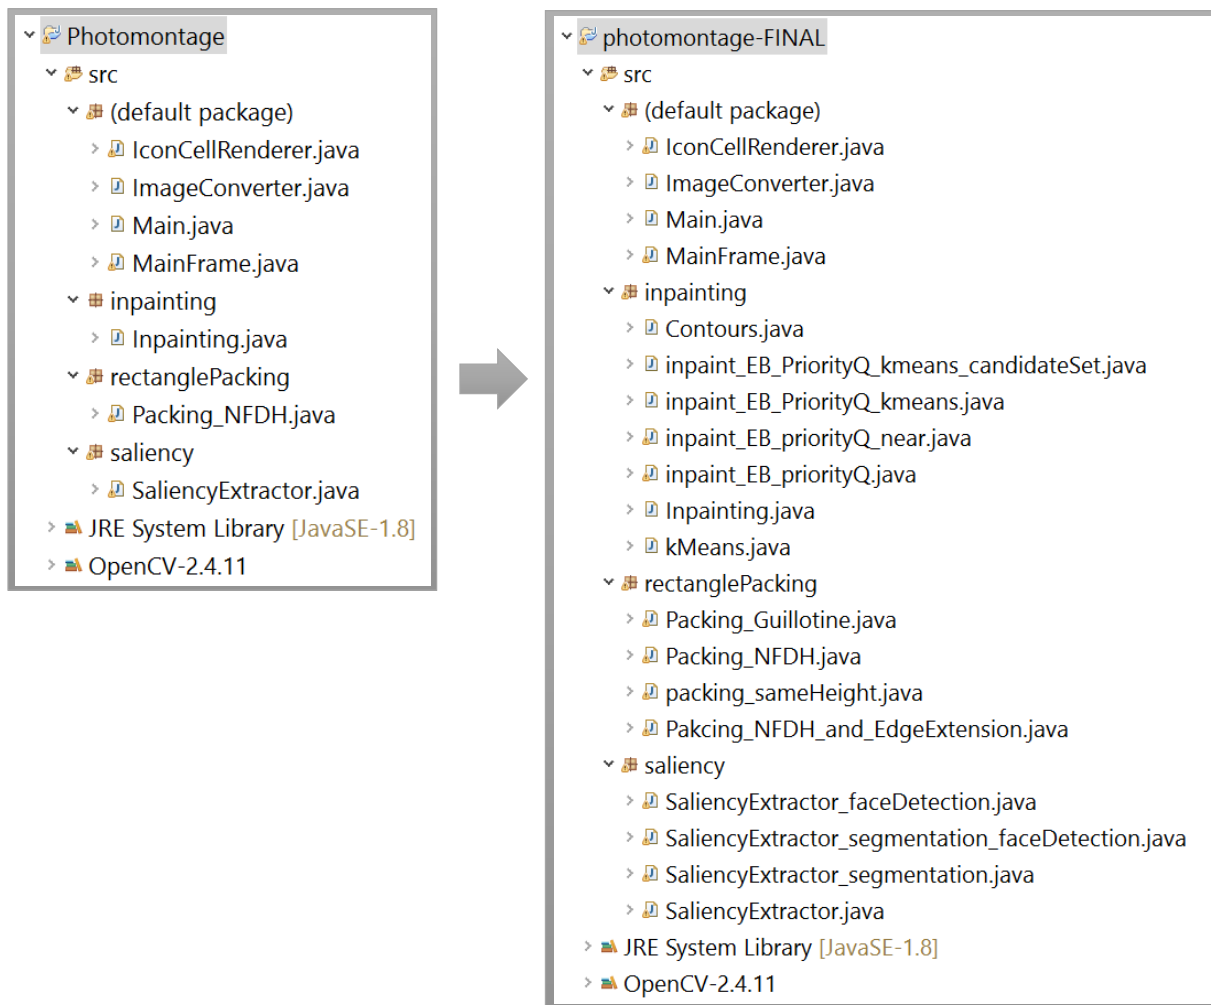 Photomontage
src
(default package)
IconCellRenderer.java
ImageConverter.java
Main.java
MainFrame.java
inpainting
Inpainting.java
rectanglePacking
Packing_NFDH.java
saliency
SaliencyExtractor.java
JRE System Library [JavaSE-1.8]
OpenCV-2.4.11
photomontage-FINAL
src
(default package)
IconCellRenderer.java
ImageConverter.java
Main.java
MainFrame.java
inpainting
Contours.java
inpaint_EB_PriorityQ_kmeans_candidateSet.java
inpaint_EB_PriorityQ_kmeans.java
inpaint_EB_priorityQ_near.java
inpaint_EB_priorityQ.java
Inpainting.java
kMeans.java
rectanglePacking
Packing_Guillotine.java
Packing_NFDH.java
packing_sameHeight.java
Pakcing_NFDH_and_EdgeExtension.java
saliency
SaliencyExtractor_faceDetection.java
SaliencyExtractor_segmentation_faceDetection.java
SaliencyExtractor_segmentation.java
SaliencyExtractor.java
JRE System Library [JavaSE-1.8]
OpenCV-2.4.11